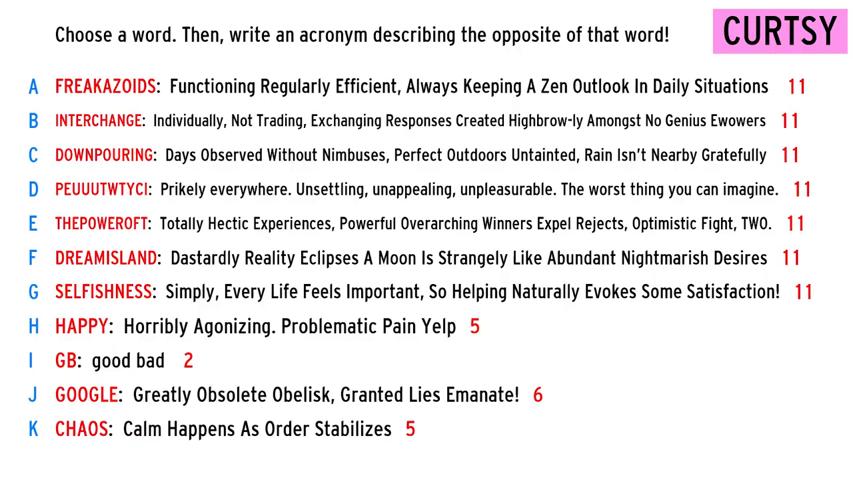 Choose a word. Then, write an acronym describing the opposite of that word!
CURTSY
A FREAKAZOIDS: Functioning Regularly Efficient, Always Keeping A Zen Outlook In Daily Situations 11
B INTERCHANGE: Individually, Not Trading, Exchanging Responses Created Highbrow-ly Amongst No Genius Ewowers 11
C DOWNPOURING: Days Observed Without Nimbuses, Perfect Outdoors Untainted, Rain Isn't Nearby Gratefully 11
D PEUUUTWTYCI: Prikely everywhere. Unsettling, unappealing, unpleasurable. The worst thing you can imagine. 11
E THEPOWEROFT: Totally Hectic Experiences, Powerful Overarching Winners Expel Rejects, Optimistic Fight, TWO. 11
F DREAMISLAND: Dastardly Reality Eclipses A Moon Is Strangely Like Abundant Nightmarish Desires 11
G SELFISHNESS: Simply, Every Life Feels Important, So Helping Naturally Evokes Some Satisfaction! 11
H HAPPY: Horribly Agonizing. Problematic Pain Yelp 5
I GB: good bad 2
J GOOGLE: Greatly Obsolete Obelisk, Granted Lies Emanate! 6
K CHAOS: Calm Happens As Order Stabilizes 5